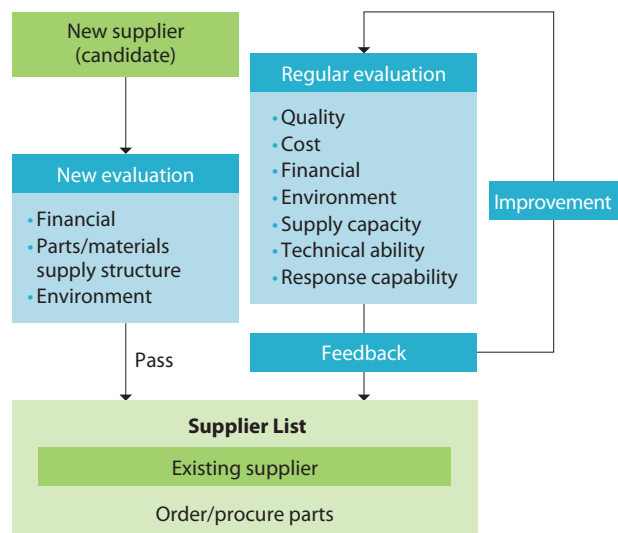 New supplier
(candidate)
New evaluation
• Financial
• Parts/materials
supply structure
• Environment
Pass
Regular evaluation
• Quality
• Cost
• Financial
• Environment
• Supply capacity
• Technical ability
• Response capability
Feedback
Improvement
Supplier List
Existing supplier
Order/procure parts